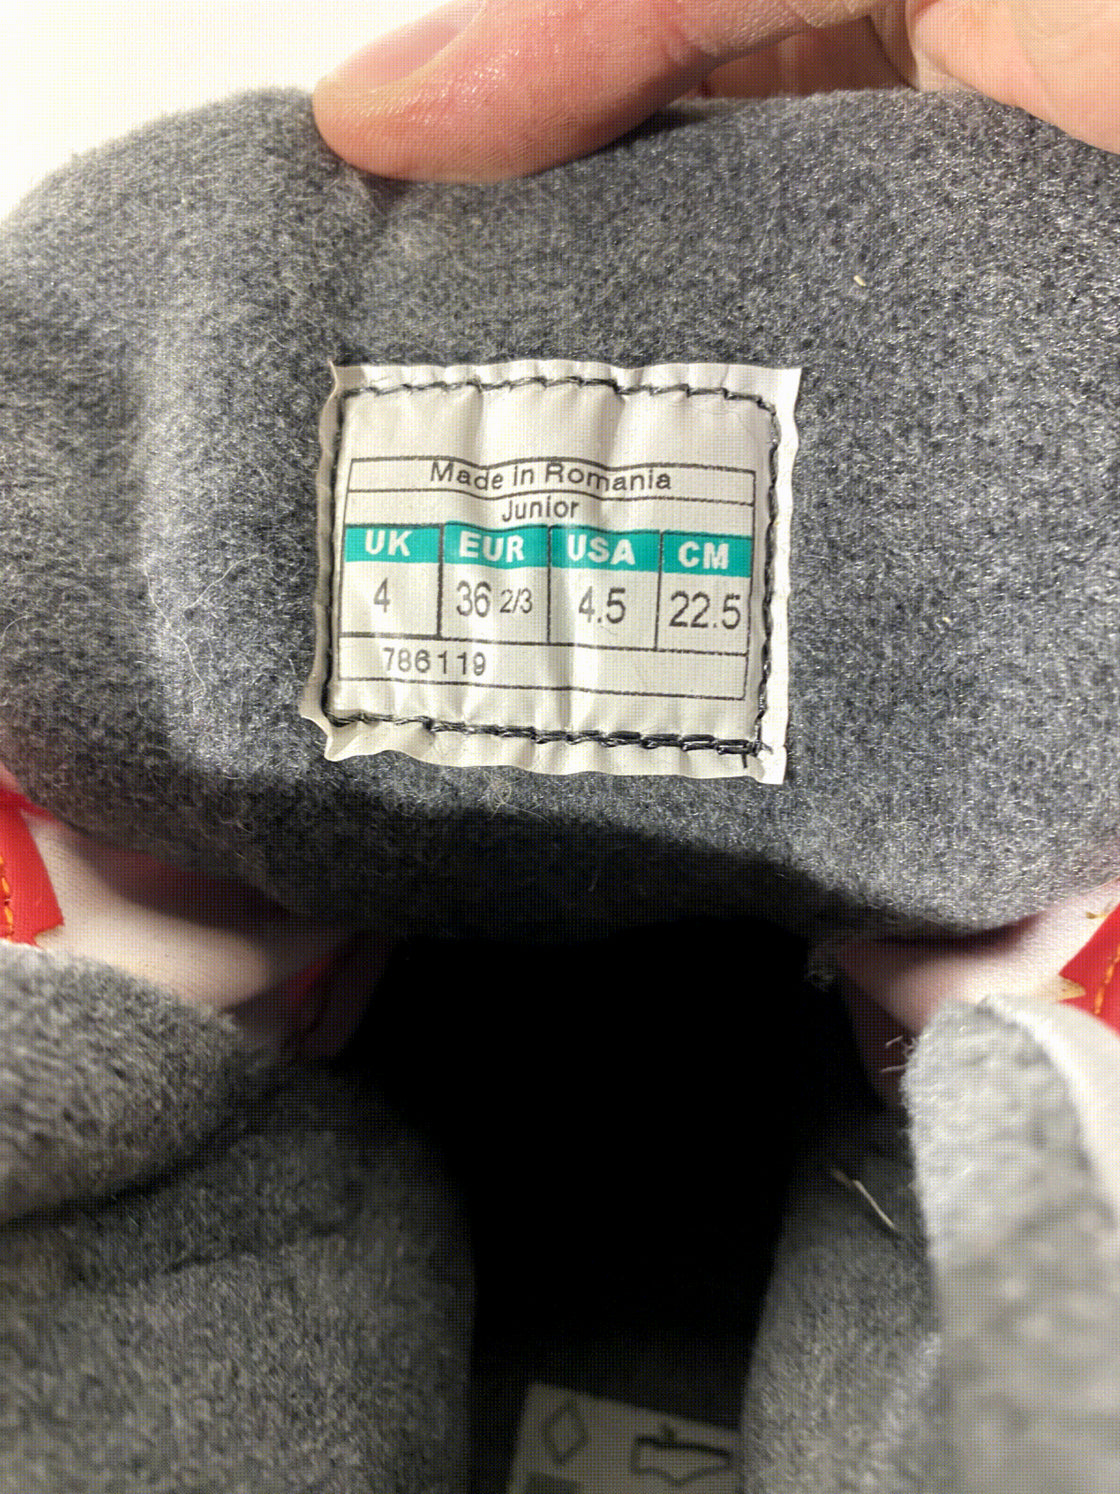 Made in Romania
Junior
UK EUR USA CM
4 36 2/3 4.5 22.5
786119